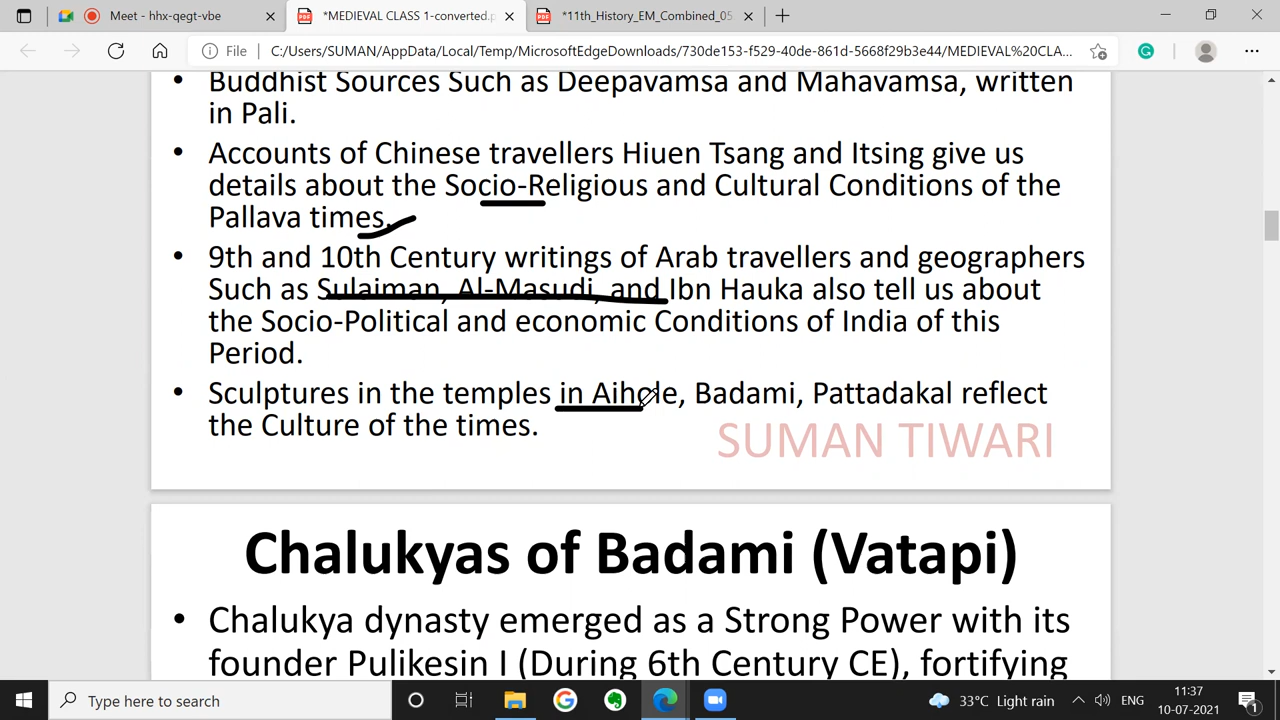 Meet - hhx-qegt-vbe
*MEDIEVAL CLASS 1-converted.p
*11th_History_EM_Combined_05
File
C:/Users/SUMAN/AppData/Local/Temp/MicrosoftEdgeDownloads/730de153-f529-40de-861d-5668f29b3e44/MEDIEVAL%20CLA...
• Buddhist Sources Such as Deepavamsa and Mahavamsa, written
in Pali.
• Accounts of Chinese travellers Hiuen Tsang and Itsing give us
details about the Socio-Religious and Cultural Conditions of the
Pallava times.
• 9th and 10th Century writings of Arab travellers and geographers
Such as Sulaiman, Al-Masudi, and Ibn Hauka also tell us about
the Socio-Political and economic Conditions of India of this
Period.
• Sculptures in the temples in Aihole, Badami, Pattadakal reflect
the Culture of the times.
SUMAN TIWARI
Chalukyas of Badami (Vatapi)
• Chalukya dynasty emerged as a Strong Power with its
founder Pulikesin I (During 6th Century CE), fortifying
Type here to search
33°C Light rain
ENG
11:37
10-07-2021
1